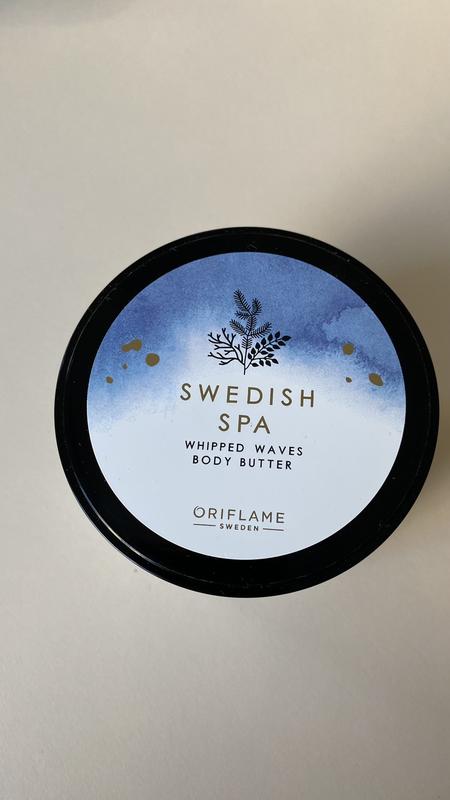 SWEDISH
SPA
WHIPPED WAVES
BODY BUTTER
ORIFLAME
SWEDEN